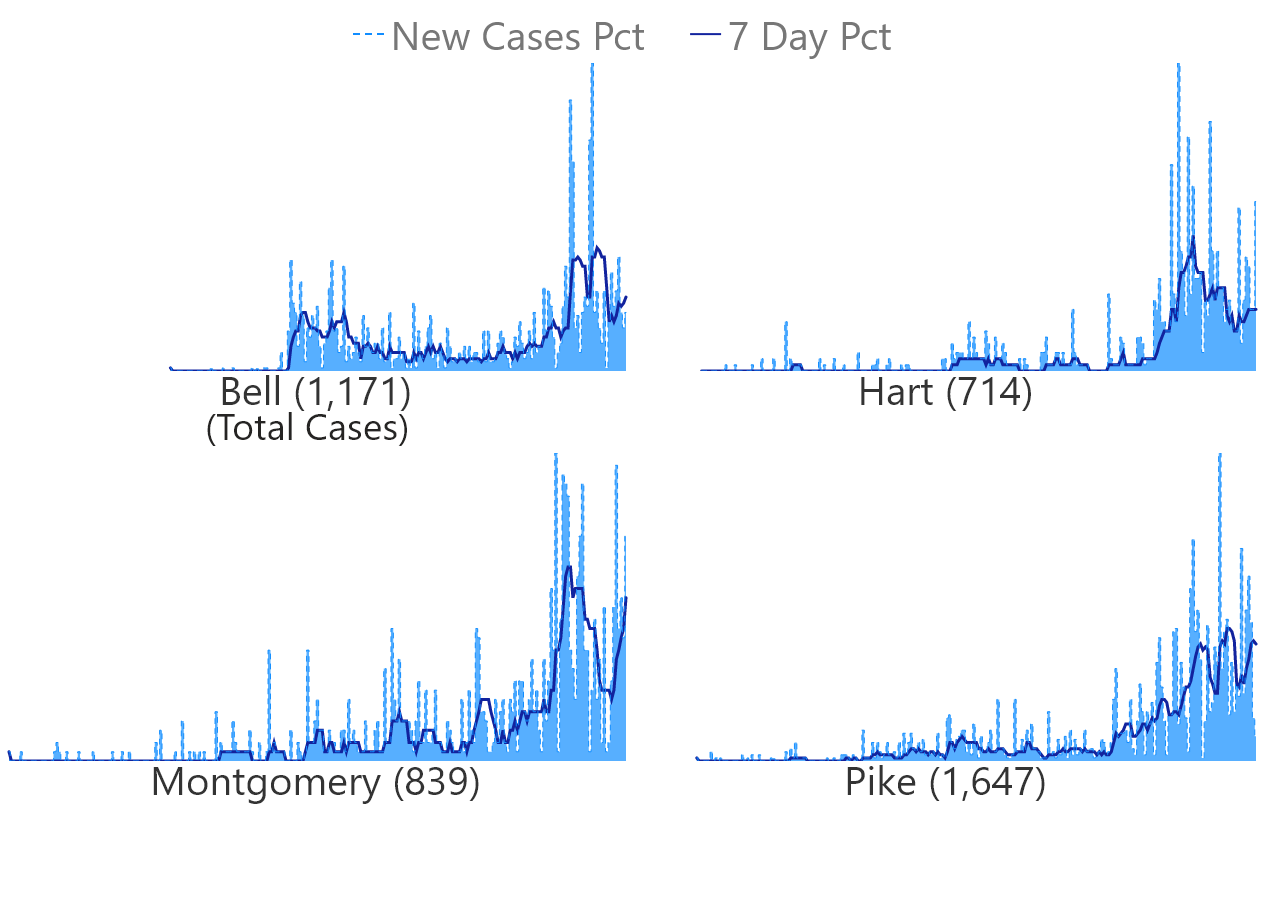 New Cases Pct 7 Day Pct
Bell (1,171)
(Total Cases)
Hart (714)
Montgomery (839)
Pike (1,647)